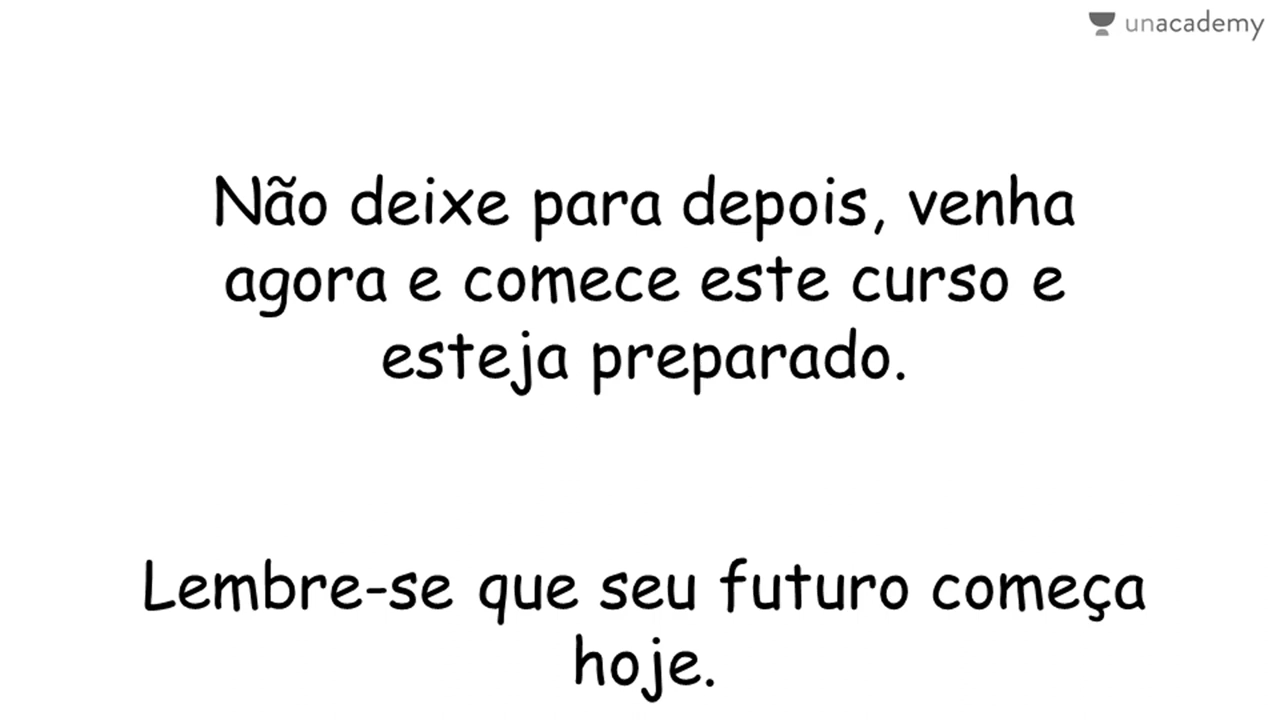 unacademy
Não deixe para depois, venha
agora e comece este curso e
esteja preparado.
Lembre-se que seu futuro começa
hoje.